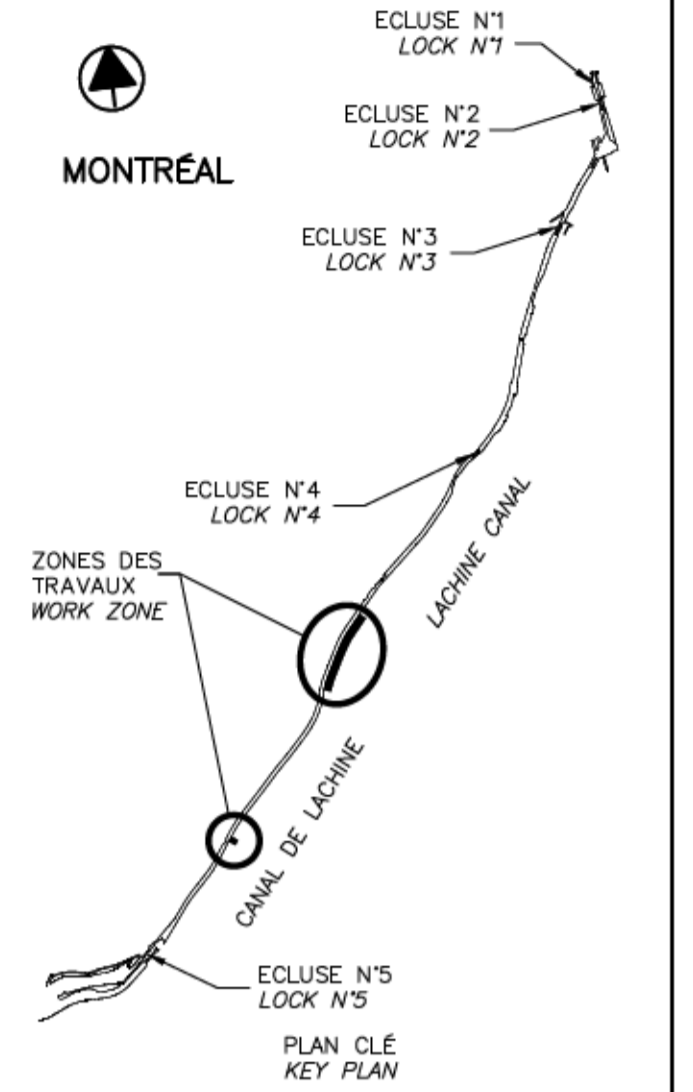 ECLUSE N°1
LOCK N°1
ECLUSE N°2
LOCK N°2
MONTRÉAL
ECLUSE N°3
LOCK N°3
ECLUSE N°4
LOCK N°4
LACHINE CANAL
ZONES DES
TRAVAUX
WORK ZONE
CANAL DE LACHINE
ECLUSE N°5
LOCK N°5
PLAN CLÉ
KEY PLAN